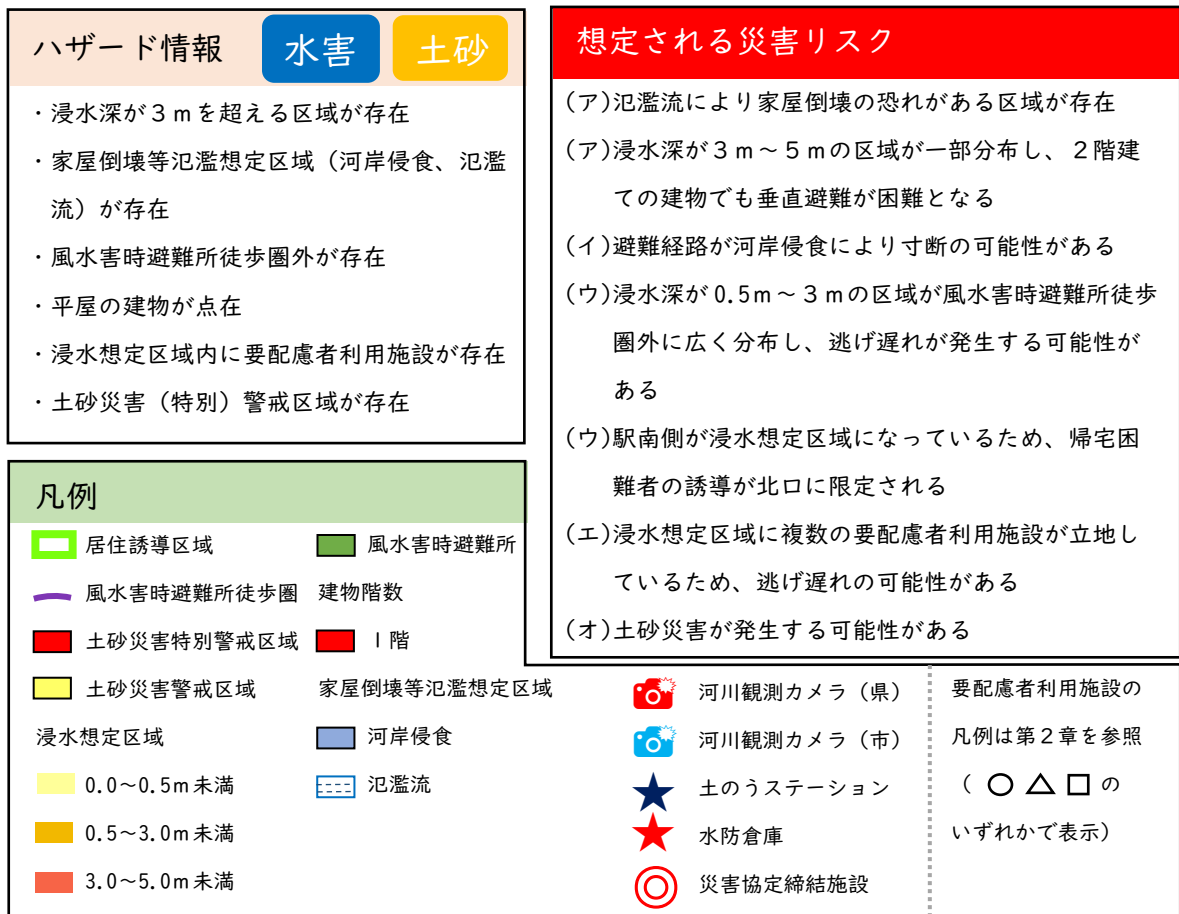 ハザード情報
水害
土砂
・浸水深が3mを超える区域が存在
・家屋倒壊等氾濫想定区域（河岸侵食、氾濫
流）が存在
・風水害時避難所徒歩圏外が存在
・平屋の建物が点在
・浸水想定区域内に要配慮者利用施設が存在
・土砂災害（特別）警戒区域が存在
想定される災害リスク
(ア)氾濫流により家屋倒壊の恐れがある区域が存在
(ア)浸水深が3m～5mの区域が一部分布し、2階建
ての建物でも垂直避難が困難となる
(イ)避難経路が河岸侵食により寸断の可能性がある
(ウ)浸水深が0.5m～3mの区域が風水害時避難所徒歩
圏外に広く分布し、逃げ遅れが発生する可能性が
ある
(ウ)駅南側が浸水想定区域になっているため、帰宅困
難者の誘導が北口に限定される
(エ)浸水想定区域に複数の要配慮者利用施設が立地し
ているため、逃げ遅れの可能性がある
(オ)土砂災害が発生する可能性がある
凡例
居住誘導区域
風水害時避難所徒歩圏
土砂災害特別警戒区域
土砂災害警戒区域
浸水想定区域
0.0～0.5m未満
0.5～3.0m未満
3.0～5.0m未満
風水害時避難所
建物階数
1階
家屋倒壊等氾濫想定区域
河岸侵食
氾濫流
河川観測カメラ（県）
河川観測カメラ（市）
土のうステーション
水防倉庫
災害協定締結施設
要配慮者利用施設の
凡例は第2章を参照
（○△□の
いずれかで表示）